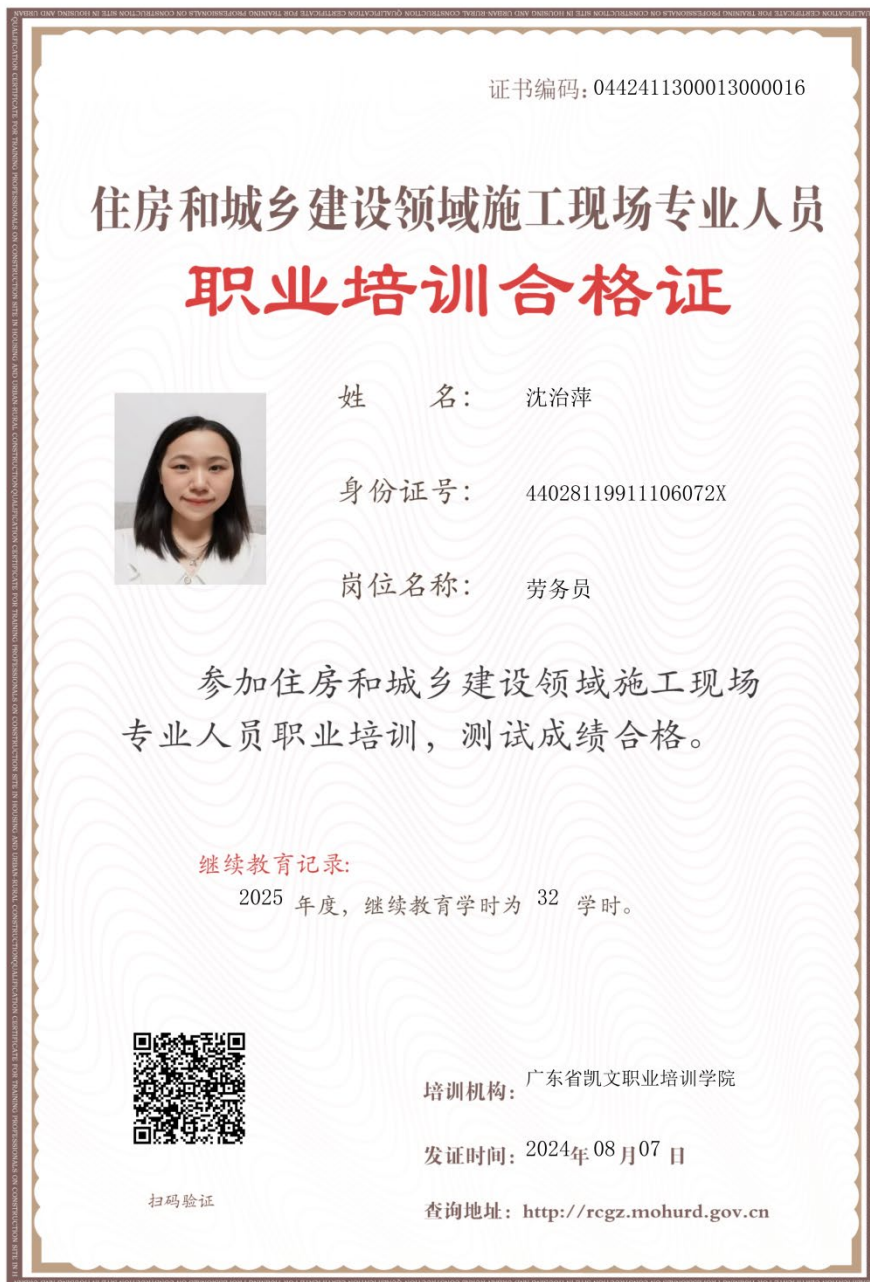 证书编码: 0442411300013000016
住房和城乡建设领域施工现场专业人员
职业培训合格证
姓 名: 沈治萍
身份证号: 44028119911106072X
岗位名称: 劳务员
参加住房和城乡建设领域施工现场
专业人员职业培训，测试成绩合格。
继续教育记录:
2025 年度，继续教育学时为 32 学时。
培训机构: 广东省凯文职业培训学院
发证时间: 2024年08月07日
扫码验证
查询地址: http://rcgz.mohurd.gov.cn